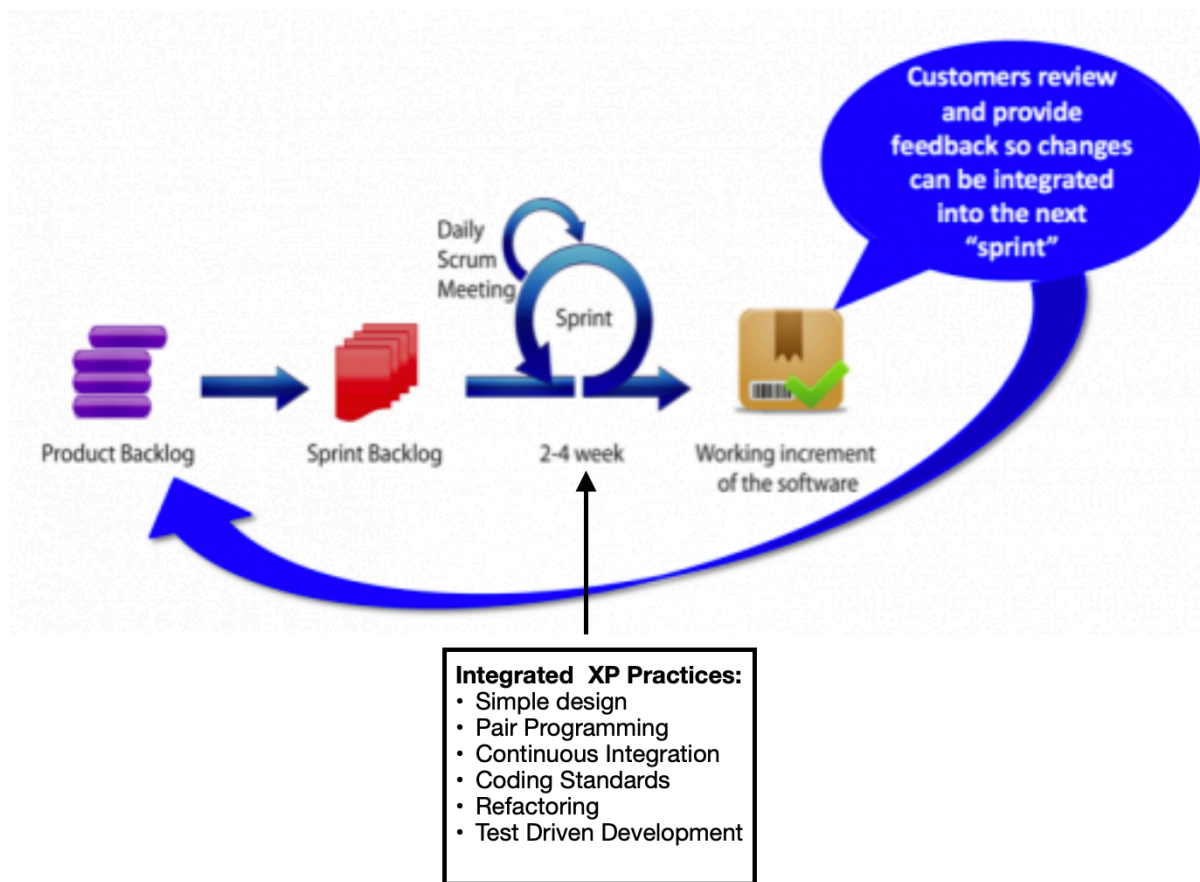 Customers review
and provide
feedback so changes
can be integrated
into the next
“sprint”
Daily
Scrum
Meeting
Sprint
Product Backlog
Sprint Backlog
2-4 week
Working increment
of the software
Integrated XP Practices:
• Simple design
• Pair Programming
• Continuous Integration
• Coding Standards
• Refactoring
• Test Driven Development